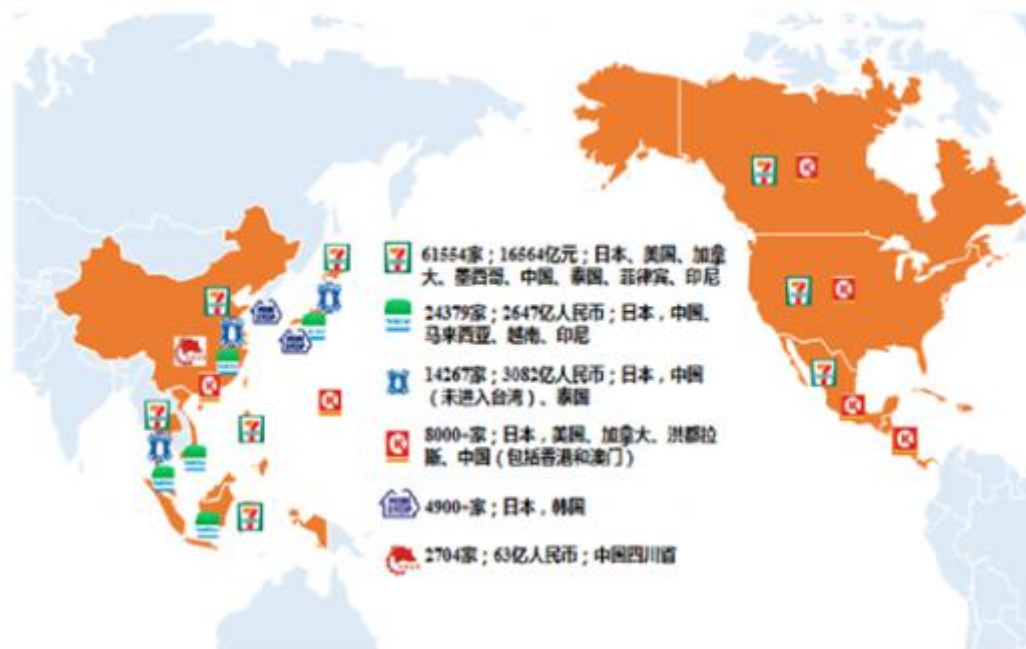 61554家；16564亿元；日本、美国、加拿
大、墨西哥、中国、泰国、菲律宾、印尼
24379家；2647亿人民币；日本，中国、
马来西亚、越南、印尼
14267家；3082亿人民币；日本，中国
（未进入台湾）、泰国
8000+家；日本，美国、加拿大、洪都拉
斯、中国（包括香港和澳门）
4900+家；日本，韩国
2704家；63亿人民币；中国四川省